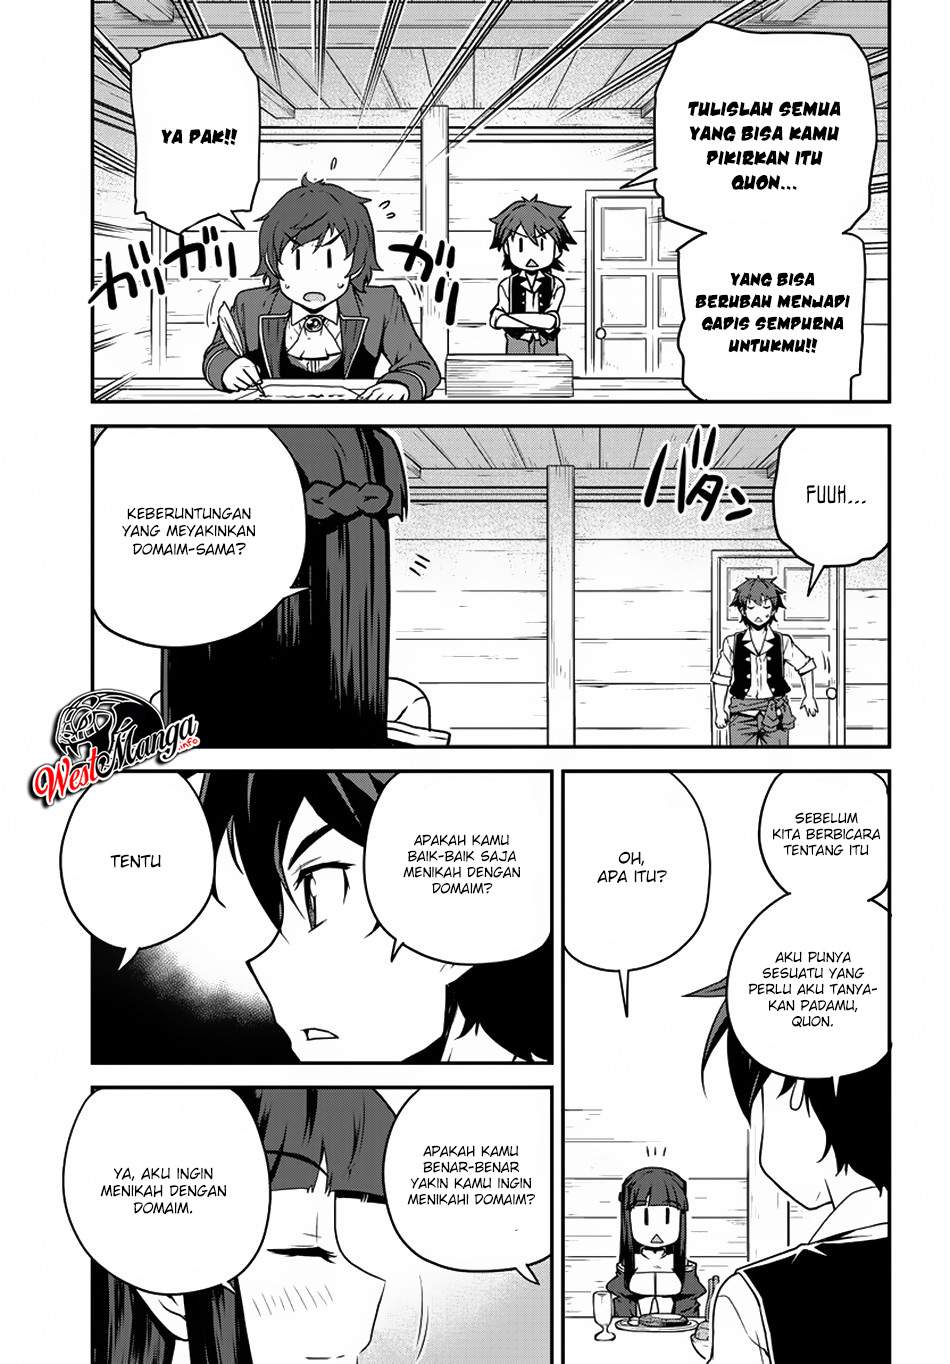 TULISLAH SEMUA
YANG BISA KAMU
PIKIRKAN ITU
QUON...
YANG BISA
BERUBAH MENJADI
GADIS SEMPURNA
UNTUKMU!!
YA PAK!!
ガリガリ
ガリガリ
FUUH...
バタン
KEBERUNTUNGAN
YANG MEYAKINKAN
DOMAIM-SAMA?
SEBELUM
KITA BERBICARA
TENTANG ITU
AKU PUNYA
SESUATU YANG
PERLU AKU TANYA-
KAN PADAMU,
QUON.
OH,
APA ITU?
APAKAH KAMU
BAIK-BAIK SAJA
MENIKAH DENGAN
DOMAIM?
TENTU
APAKAH KAMU
BENAR-BENAR
YAKIN KAMU INGIN
MENIKAHI DOMAIM?
YA, AKU INGIN
MENIKAH DENGAN
DOMAIM.
WestManga
.info